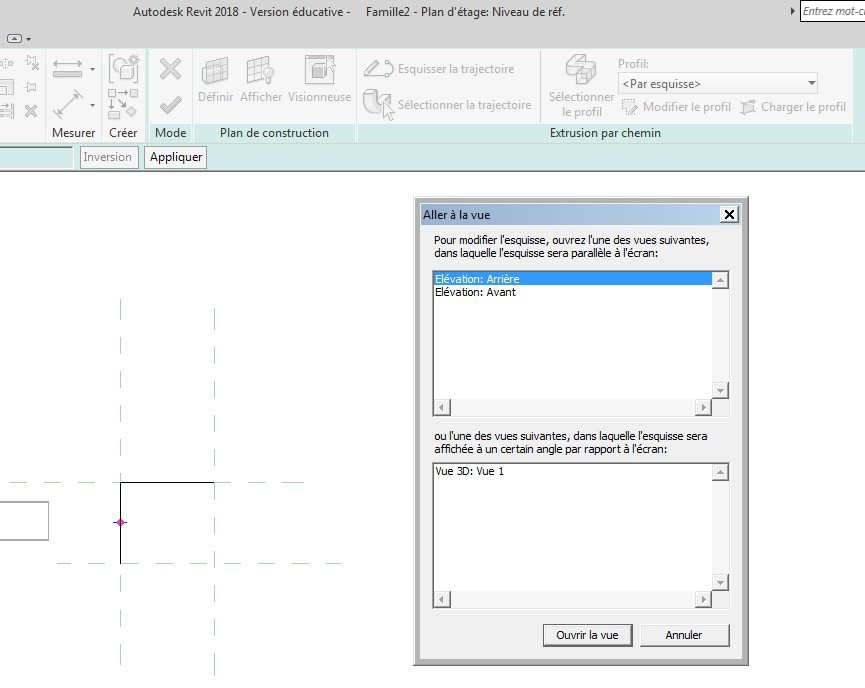 Autodesk Revit 2018 - Version éducative - Famille2 - Plan d'étage: Niveau de réf.
Entrez mot-c
Mesurer
Créer
Mode
Définir Afficher Visionneuse
Plan de construction
Esquisser la trajectoire
Sélectionner la trajectoire
Sélectionner
le profil
Profil:
<Par esquisse>
Modifier le profil Charger le profil
Extrusion par chemin
Inversion Appliquer
Aller à la vue
Pour modifier l'esquisse, ouvrez l'une des vues suivantes,
dans laquelle l'esquisse sera parallèle à l'écran:
Elévation: Arrière
Elévation: Avant
ou l'une des vues suivantes, dans laquelle l'esquisse sera
affichée à un certain angle par rapport à l'écran:
Vue 3D: Vue 1
Ouvrir la vue Annuler